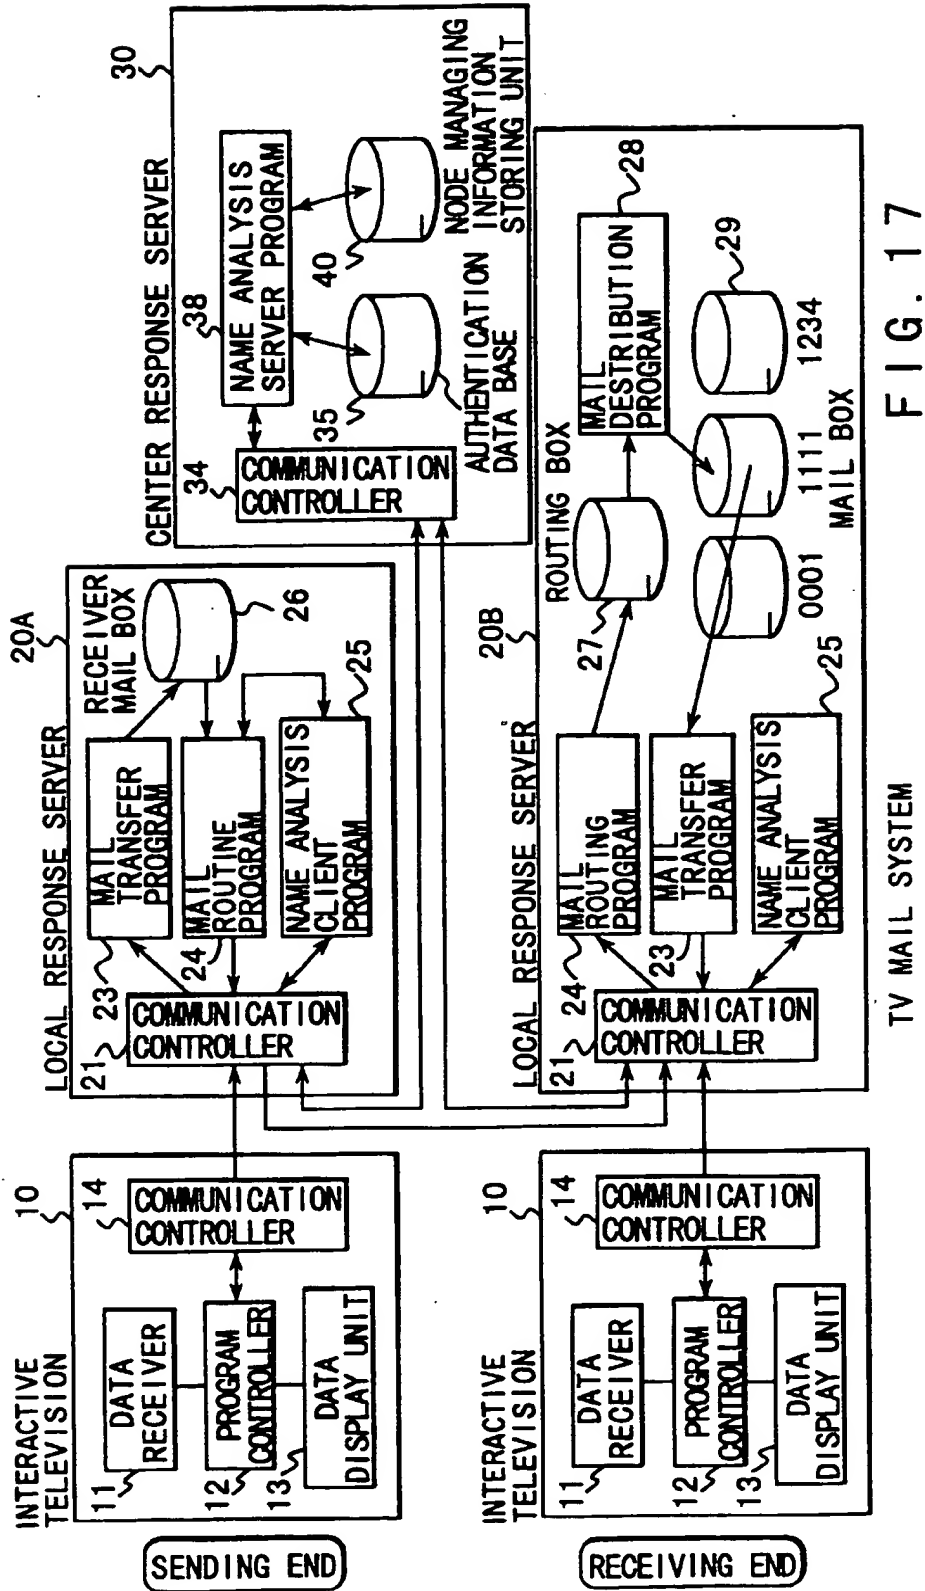 SENDING END
INTERACTIVE
TELEVISION
10
11
DATA
RECEIVER
12
PROGRAM
CONTROLLER
13
DATA
DISPLAY UNIT
14
COMMUNICATION
CONTROLLER
LOCAL RESPONSE SERVER
20A
21
COMMUNICATION
CONTROLLER
23
MAIL
TRANSFER
PROGRAM
24
MAIL
ROUTINE
PROGRAM
NAME ANALYSIS
CLIENT
PROGRAM
25
RECEIVER
MAIL BOX
26
CENTER RESPONSE SERVER
30
34
COMMUNICATION
CONTROLLER
38
NAME ANALYSIS
SERVER PROGRAM
35
AUTHENTICATION
DATA BASE
40
NODE MANAGING
INFORMATION
STORING UNIT
RECEIVING END
INTERACTIVE
TELEVISION
10
11
DATA
RECEIVER
12
PROGRAM
CONTROLLER
13
DATA
DISPLAY UNIT
14
COMMUNICATION
CONTROLLER
LOCAL RESPONSE SERVER
20B
21
COMMUNICATION
CONTROLLER
24
MAIL
ROUTING
PROGRAM
23
MAIL
TRANSFER
PROGRAM
NAME ANALYSIS
CLIENT
PROGRAM
25
ROUTING BOX
27
MAIL
DESTRIBUTION
PROGRAM
28
29
0001
1111
1234
MAIL BOX
TV MAIL SYSTEM
FIG. 17